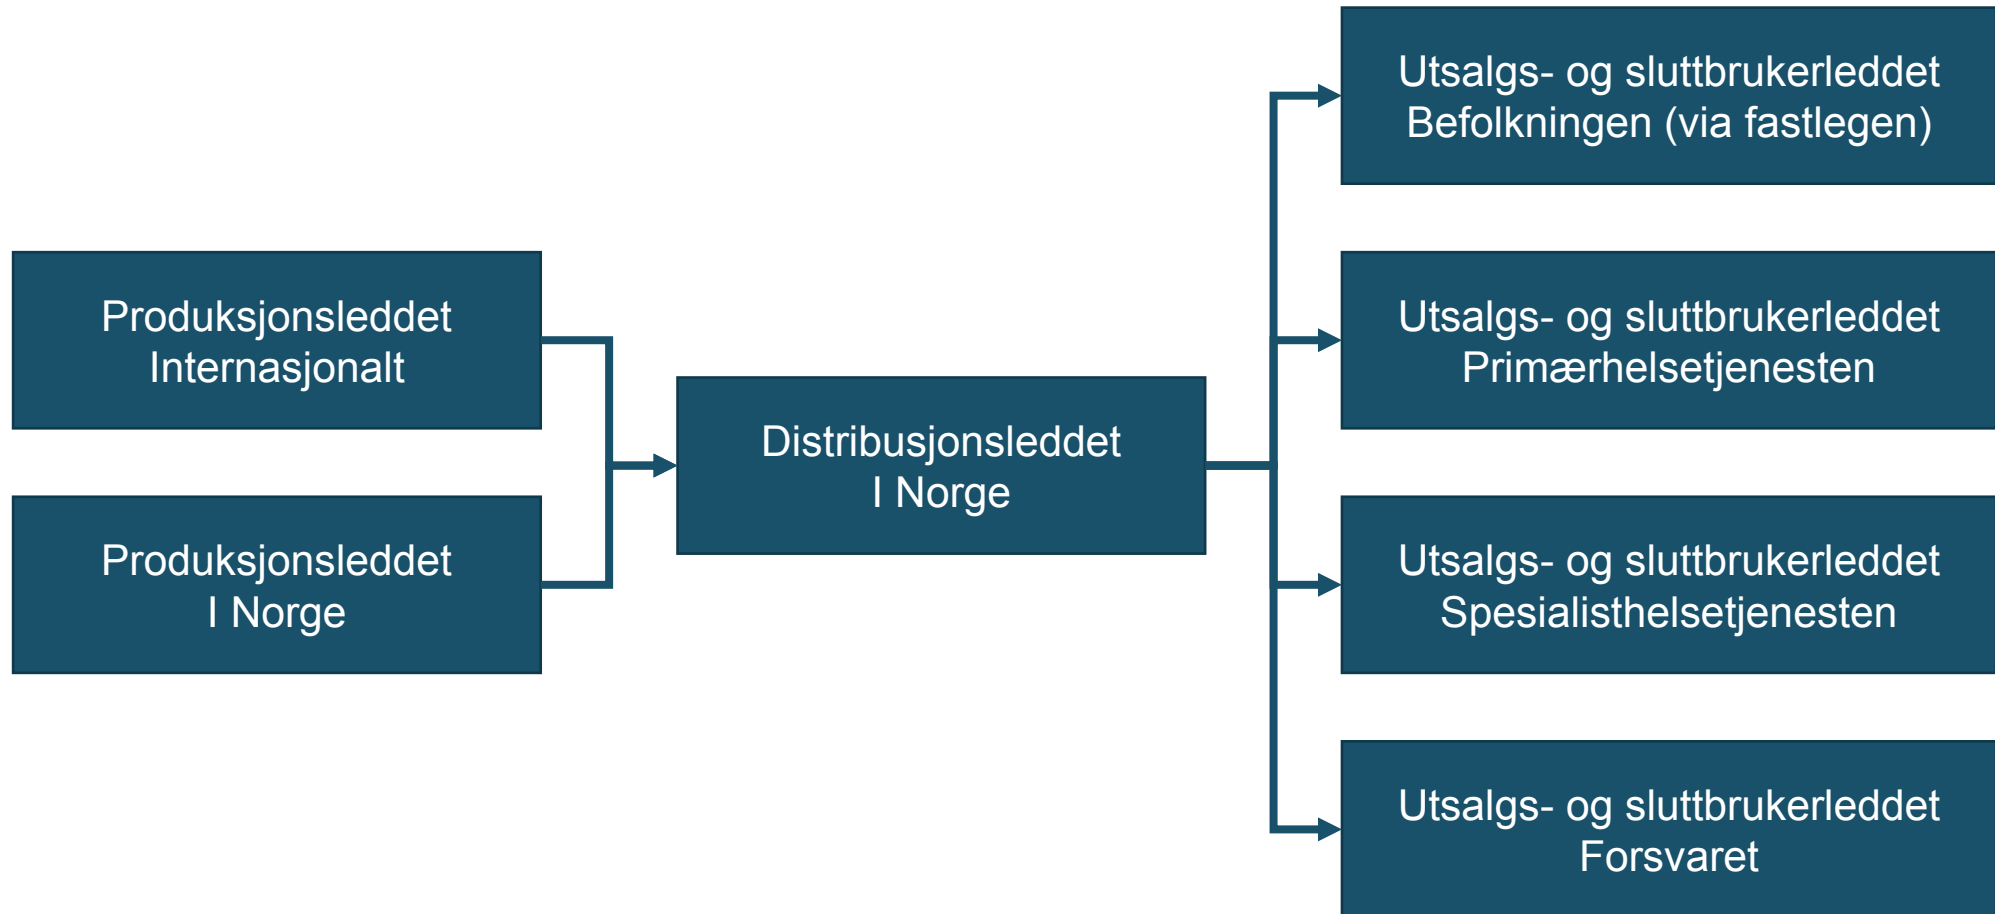 Produksjonsleddet
Internasjonalt
Produksjonsleddet
I Norge
Distribusjonsleddet
I Norge
Utsalgs- og sluttbrukerleddet
Befolkningen (via fastlegen)
Utsalgs- og sluttbrukerleddet
Primærhelsetjenesten
Utsalgs- og sluttbrukerleddet
Spesialisthelsetjenesten
Utsalgs- og sluttbrukerleddet
Forsvaret